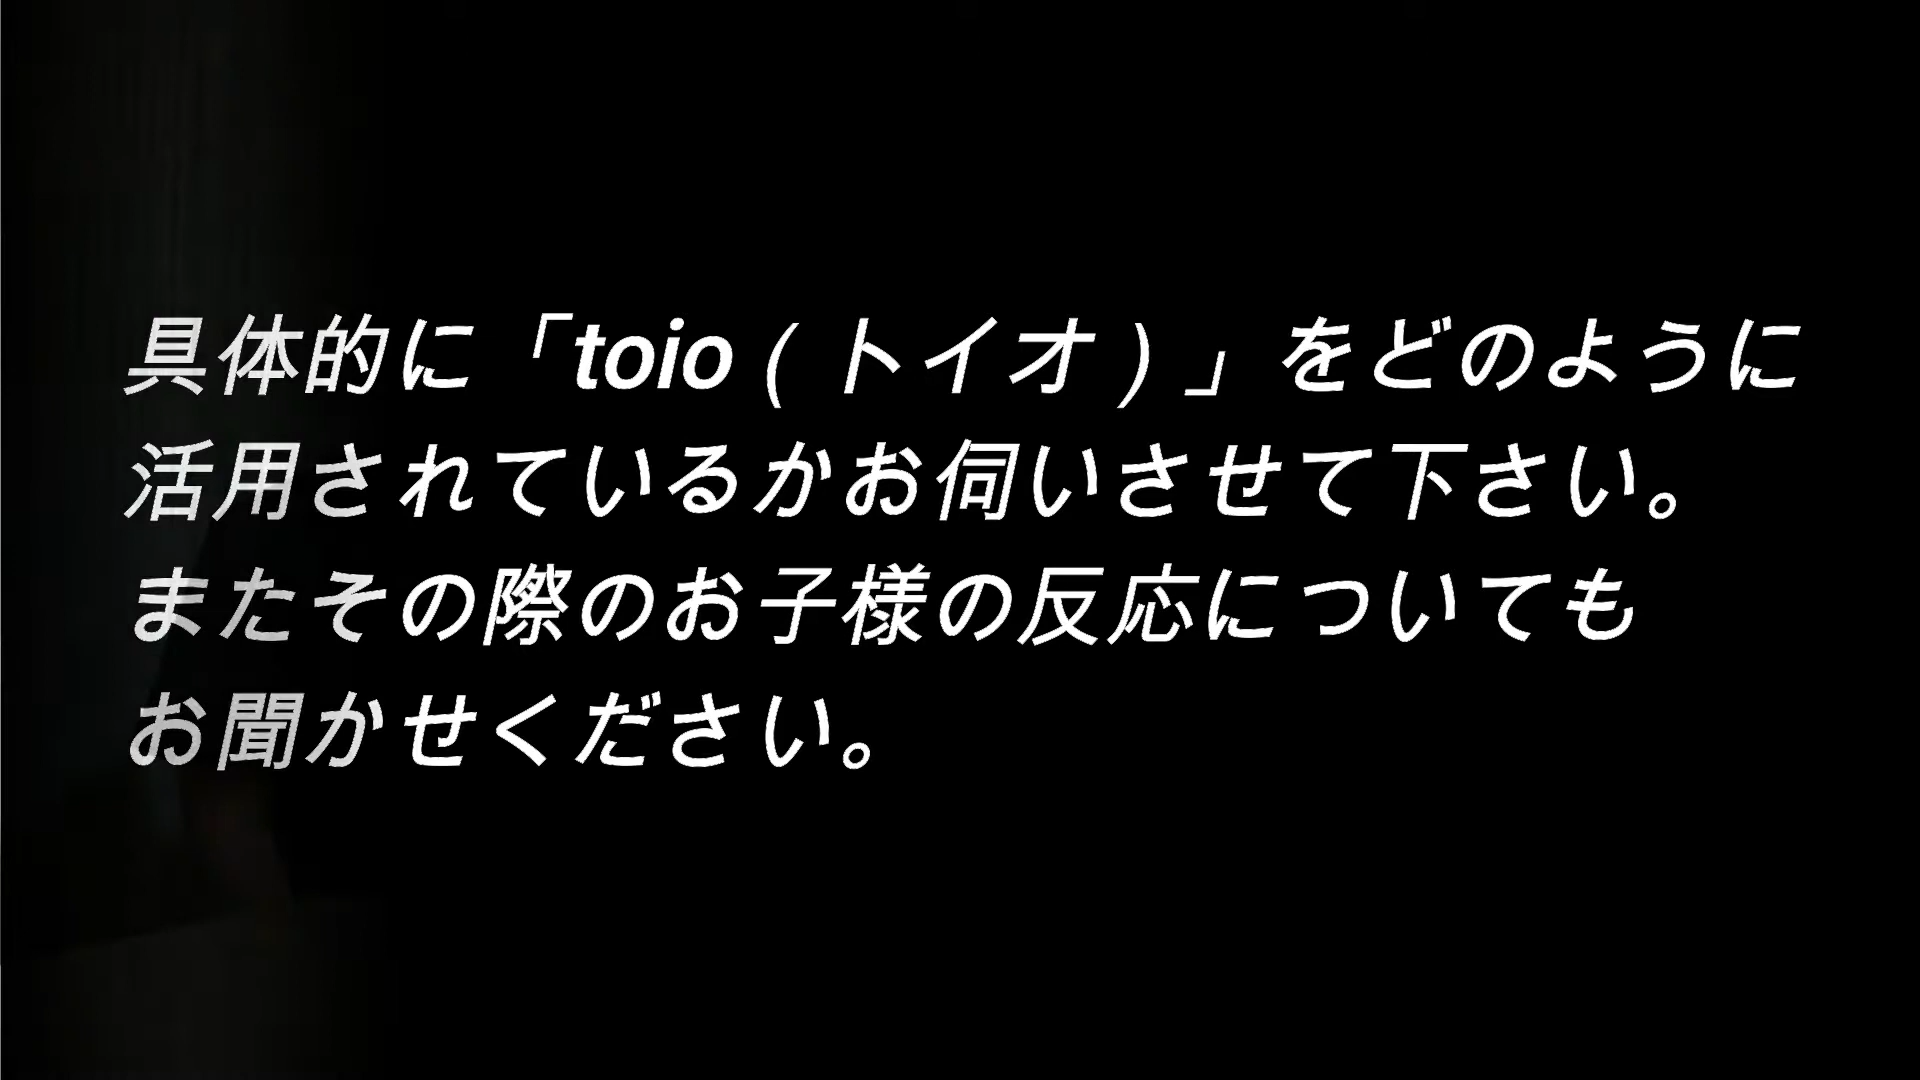 具体的に「toio(トイオ)」をどのように
活用されているかお伺いさせて下さい。
またその際のお子様の反応についても
お聞かせください。